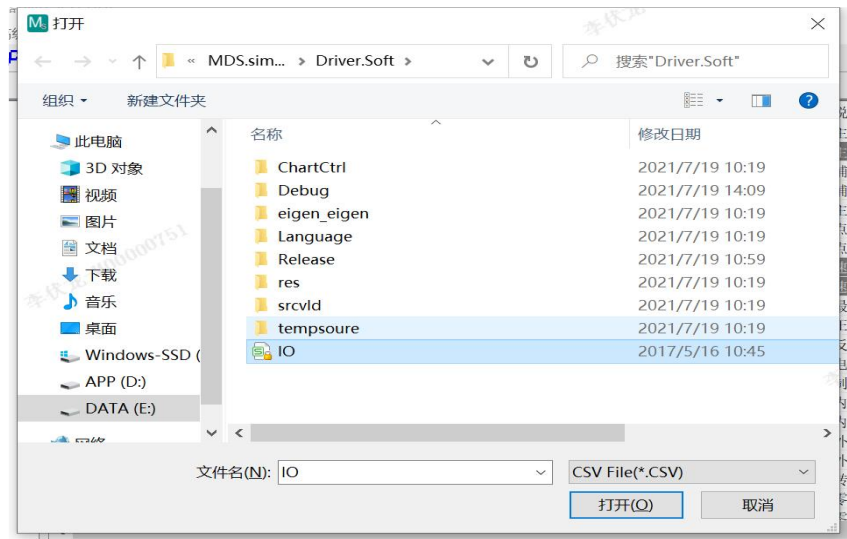 打开
« MDS.sim... > Driver.Soft >
搜索"Driver.Soft"
组织
新建文件夹
名称
修改日期
此电脑
3D 对象
视频
图片
文档
下载
音乐
桌面
Windows-SSD (
APP (D:)
DATA (E:)
ChartCtrl 2021/7/19 10:19
Debug 2021/7/19 14:09
eigen_eigen 2021/7/19 10:19
Language 2021/7/19 10:19
Release 2021/7/19 10:59
res 2021/7/19 10:19
srcvld 2021/7/19 10:19
tempsoure 2021/7/19 10:19
IO 2017/5/16 10:45
文件名(N): IO
CSV File(*.CSV)
打开(O)
取消